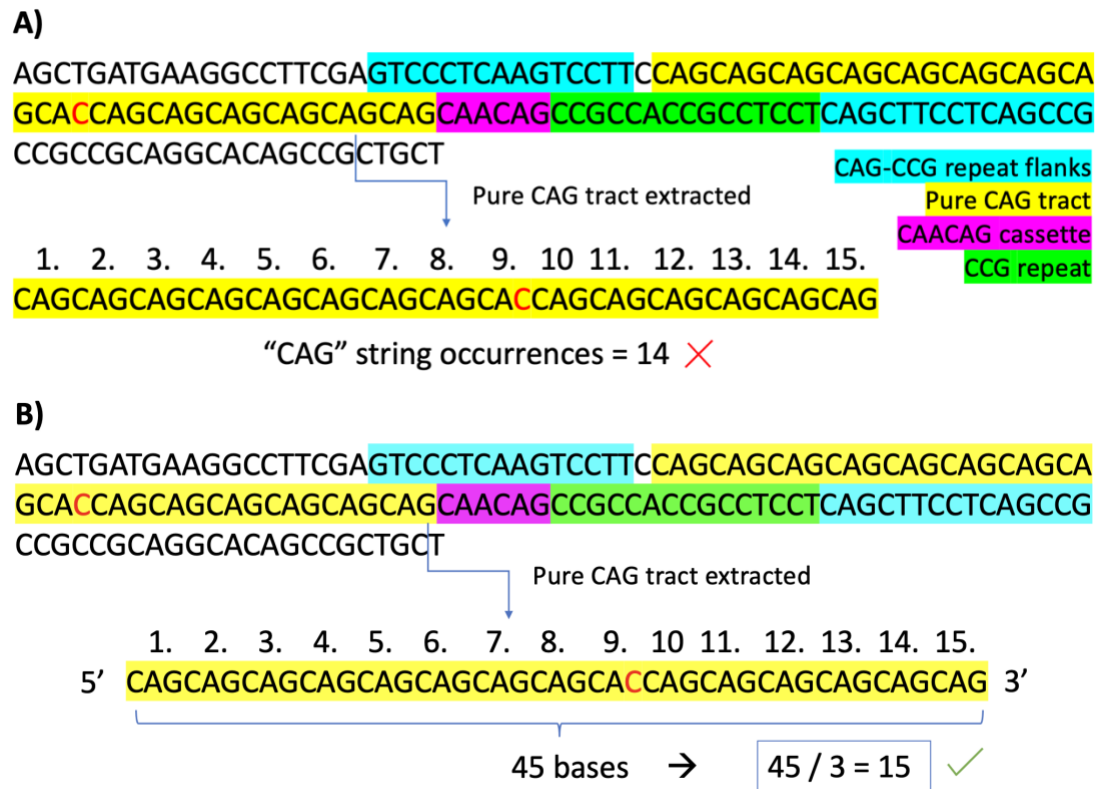 A)
AGCTGATGAAGGCCTTCGAGTCCCTCAAGTCCTTCCAGCAGCAGCAGCAGCAGCAGCA
GCACCAGCAGCAGCAGCAGCAGCAACAGCCGCCACCGCCTCCTCAGCTTCCTCAGCCG
CCGCCGCAGGCACAGCCGCTGCT
CAG-CCG repeat flanks
Pure CAG tract
CAACAG cassette
CCG repeat
Pure CAG tract extracted
1. 2. 3. 4. 5. 6. 7. 8. 9. 10 11. 12. 13. 14. 15.
CAGCAGCAGCAGCAGCAGCAGCAGCACCAGCAGCAGCAGCAGCAG
“CAG” string occurrences = 14
B)
AGCTGATGAAGGCCTTCGAGTCCCTCAAGTCCTTCCAGCAGCAGCAGCAGCAGCAGCA
GCACCAGCAGCAGCAGCAGCAGCAACAGCCGCCACCGCCTCCTCAGCTTCCTCAGCCG
CCGCCGCAGGCACAGCCGCTGCT
Pure CAG tract extracted
1. 2. 3. 4. 5. 6. 7. 8. 9. 10 11. 12. 13. 14. 15.
5’ CAGCAGCAGCAGCAGCAGCAGCAGCACCAGCAGCAGCAGCAGCAG 3’
45 bases → 45 / 3 = 15